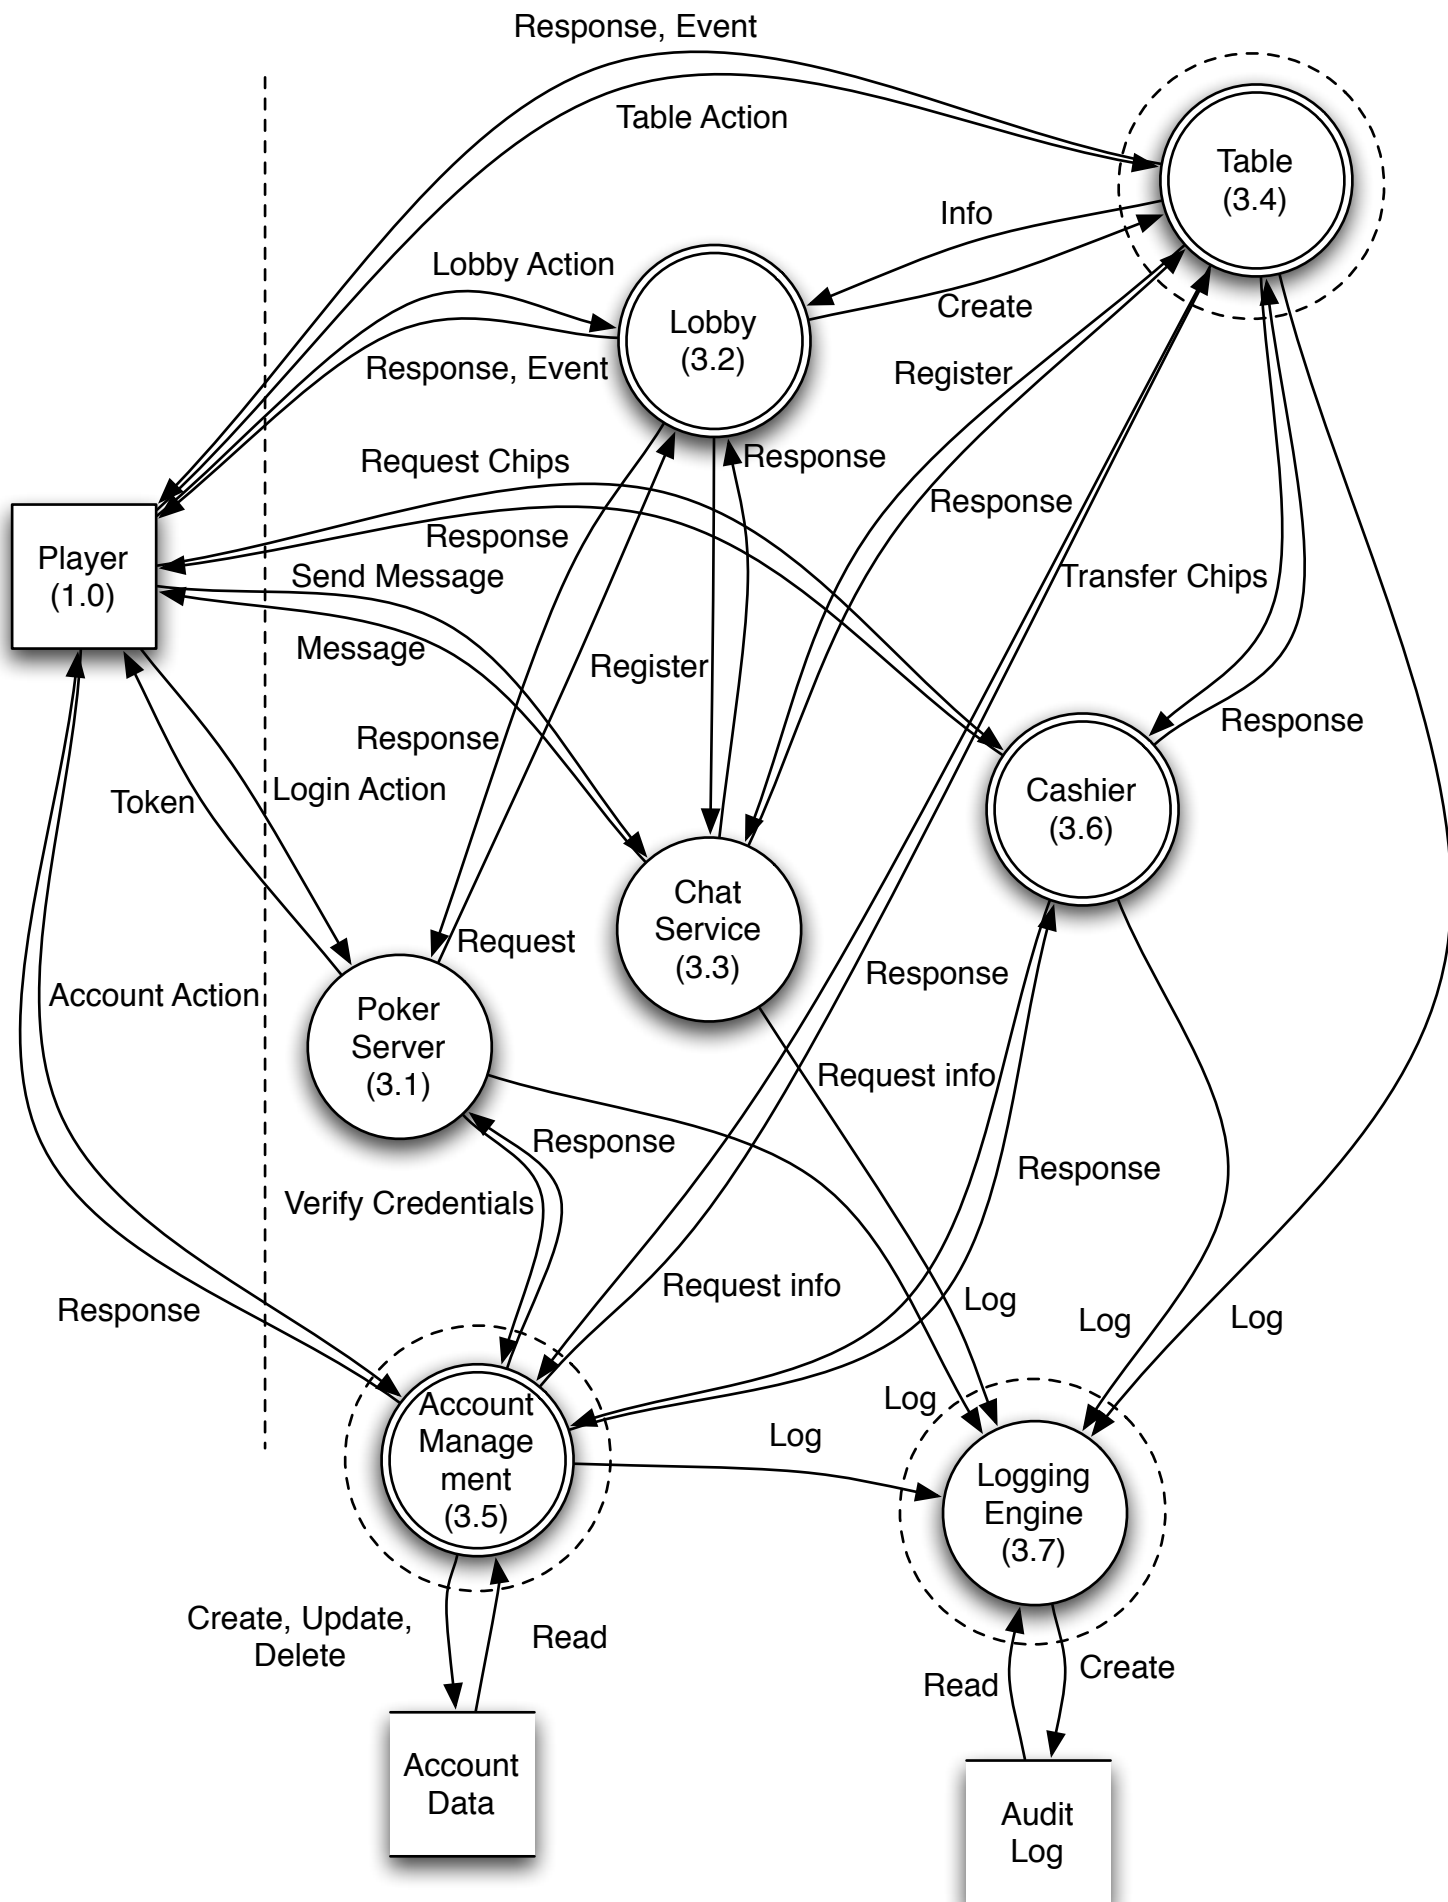 Response, Event
Table Action
Table
(3.4)
Info
Lobby Action
Create
Lobby
(3.2)
Response, Event
Register
Response
Request Chips
Response
Response
Player
(1.0)
Send Message
Transfer Chips
Message
Register
Response
Response
Token
Login Action
Cashier
(3.6)
Chat
Service
(3.3)
Request
Response
Account Action
Poker
Server
(3.1)
Request info
Response
Response
Verify Credentials
Request info
Response
Log
Log
Log
Log
Account
Manage
ment
(3.5)
Log
Logging
Engine
(3.7)
Create, Update,
Delete
Read
Create
Read
Account
Data
Audit
Log